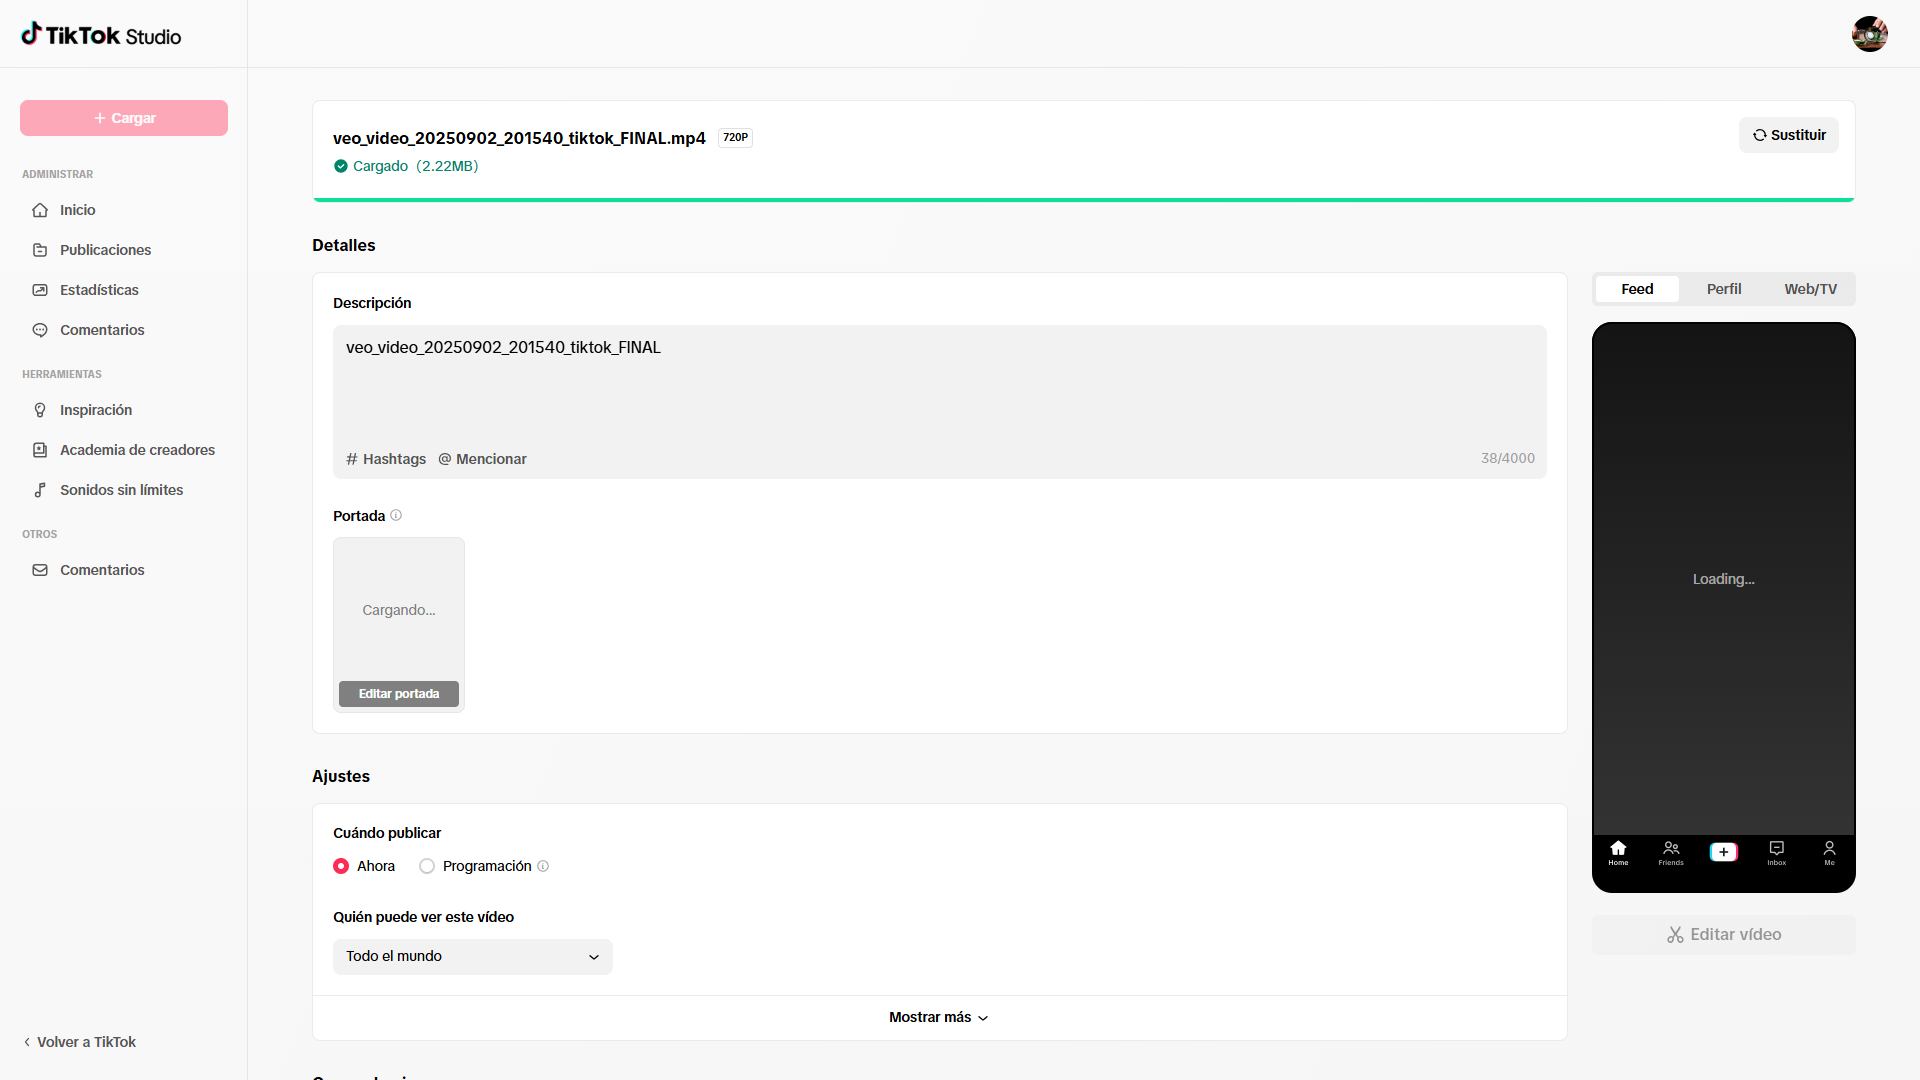 TikTok Studio
Cargar
ADMINISTRAR
Inicio
Publicaciones
Estadísticas
Comentarios
HERRAMIENTAS
Inspiración
Academia de creadores
Sonidos sin límites
OTROS
Comentarios
Volver a TikTok
veo_video_20250902_201540_tiktok_FINAL.mp4 720P
Cargado (2.22MB)
Sustituir
Detalles
Descripción
veo_video_20250902_201540_tiktok_FINAL
# Hashtags @ Mencionar 38/4000
Portada
Cargando...
Editar portada
Ajustes
Cuándo publicar
Ahora Programación
Quién puede ver este vídeo
Todo el mundo
Mostrar más
Feed Perfil Web/TV
Loading...
Home Friends Inbox Me
Editar vídeo